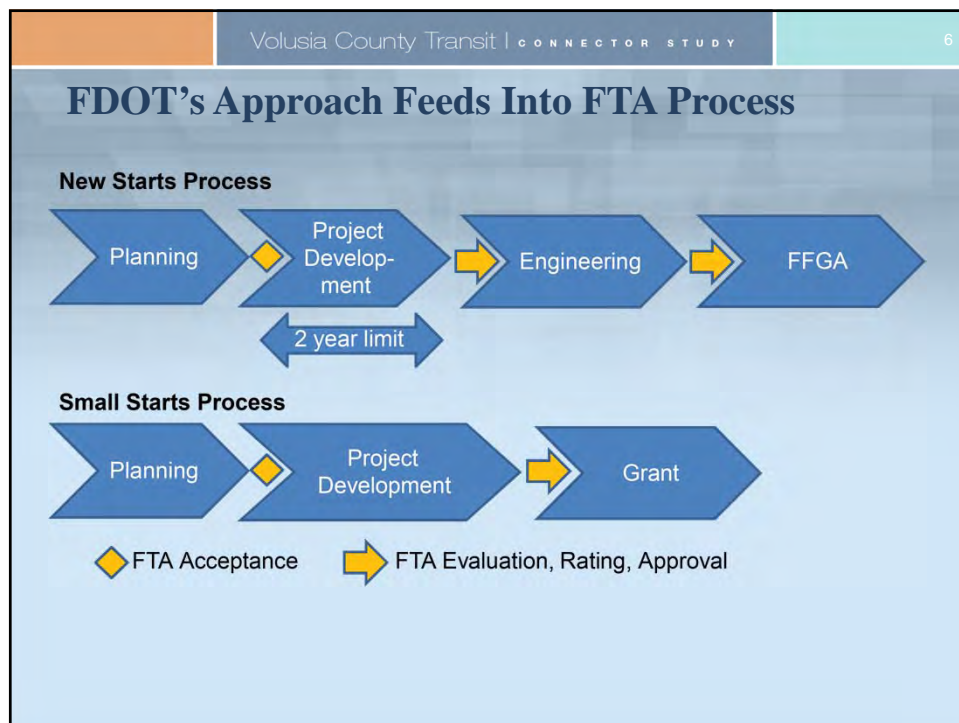 Volusia County Transit | CONNECTOR STUDY
6
FDOT's Approach Feeds Into FTA Process
New Starts Process
Planning
Project
Develop-
ment
Engineering
FFGA
2 year limit
Small Starts Process
Planning
Project
Development
Grant
FTA Acceptance
FTA Evaluation, Rating, Approval